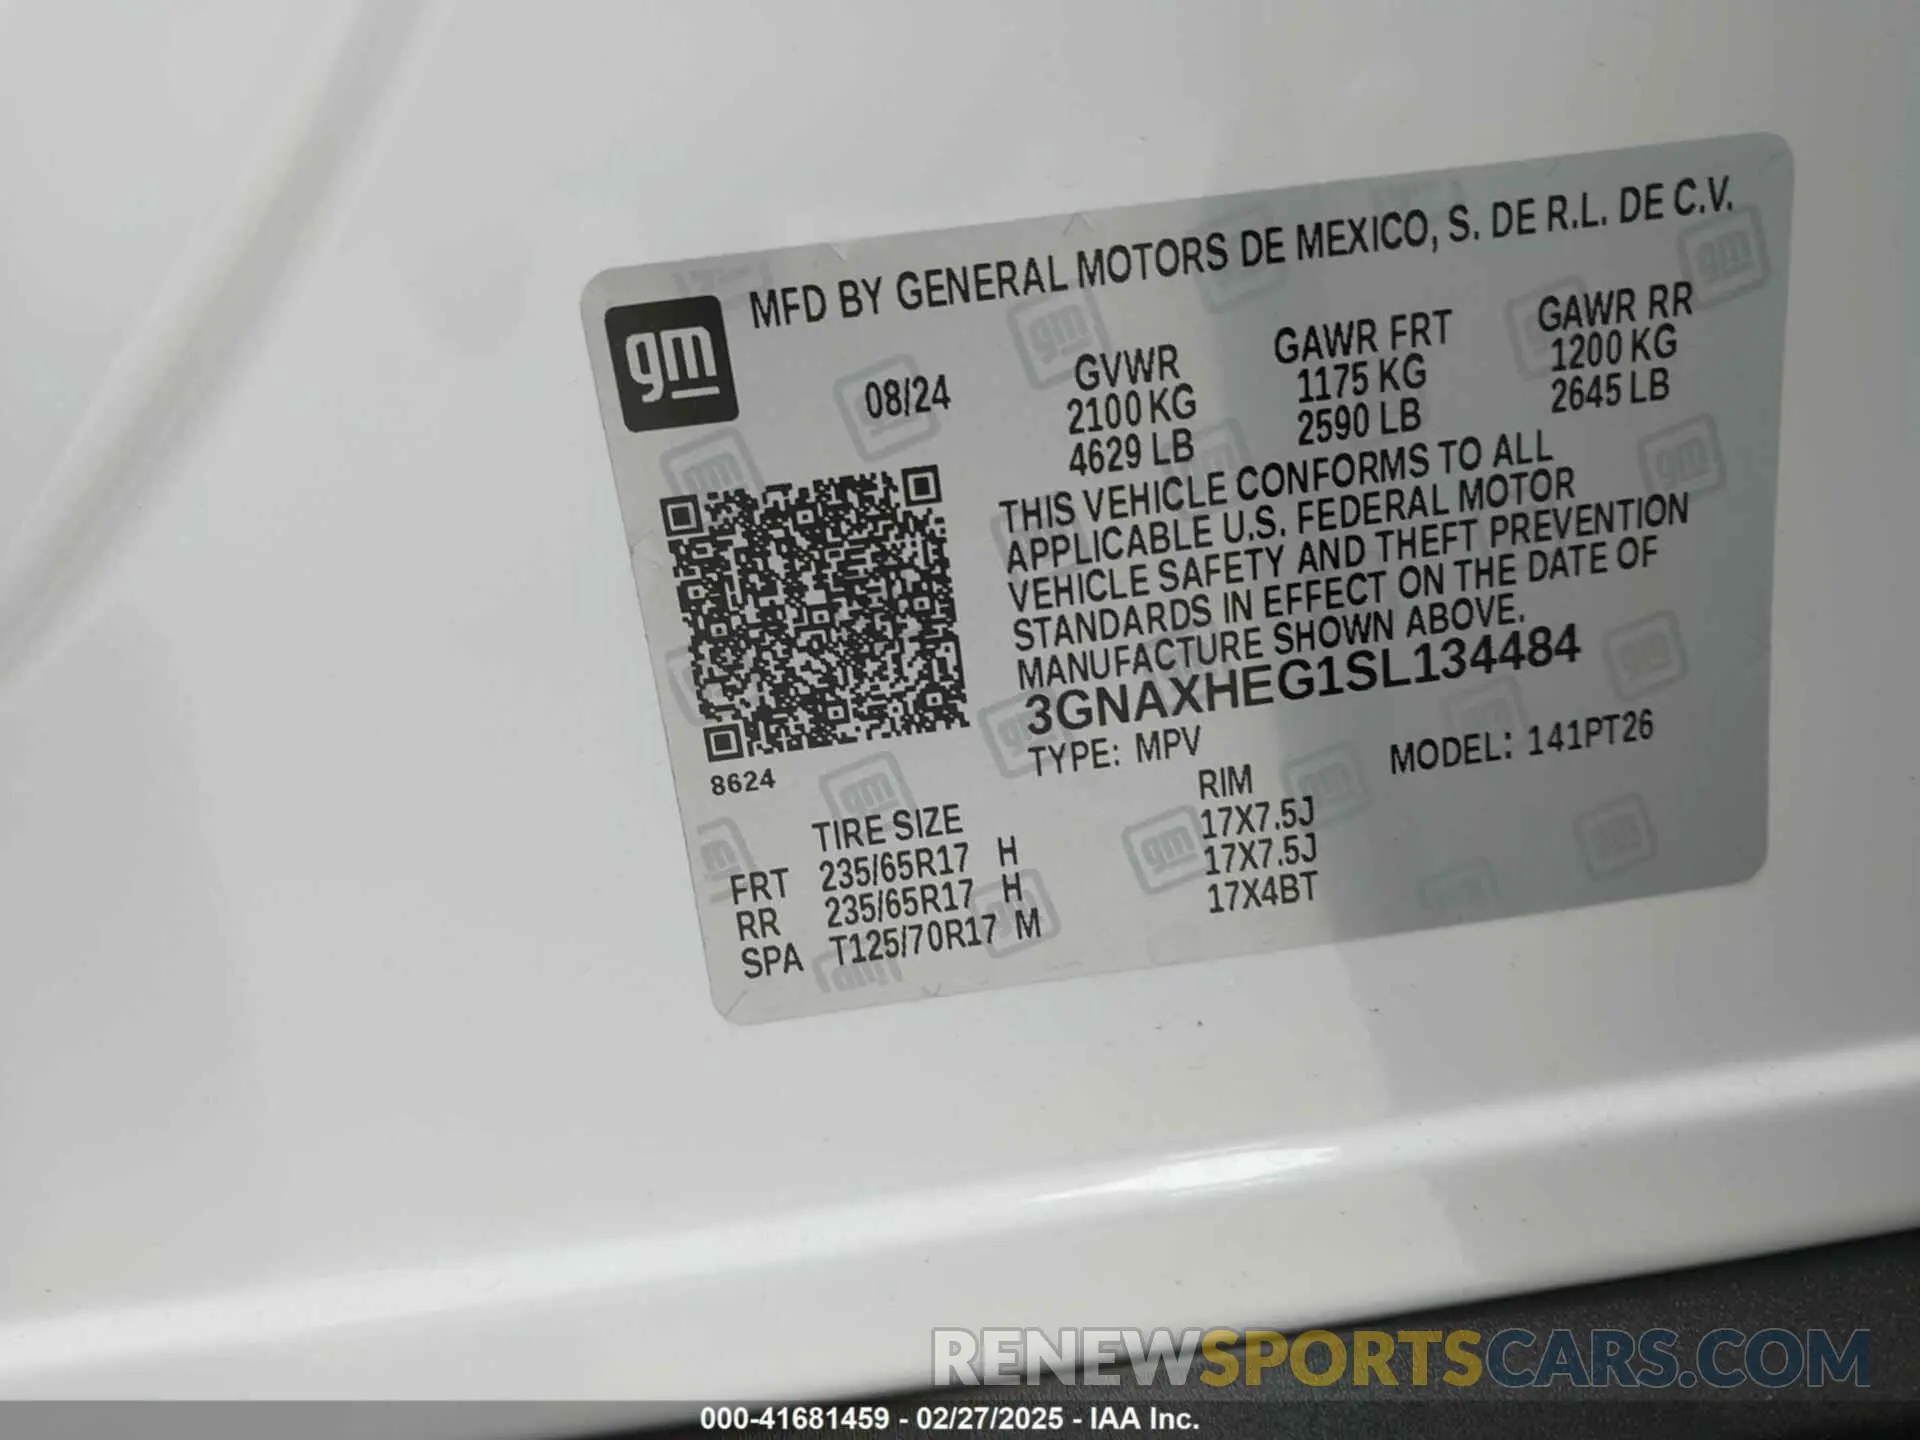 gm
MFD BY GENERAL MOTORS DE MEXICO, S. DE R.L. DE C.V.
08/24
GVWR
2100 KG
4629 LB
GAWR FRT
1175 KG
2590 LB
GAWR RR
1200 KG
2645 LB
THIS VEHICLE CONFORMS TO ALL
APPLICABLE U.S. FEDERAL MOTOR
VEHICLE SAFETY AND THEFT PREVENTION
STANDARDS IN EFFECT ON THE DATE OF
MANUFACTURE SHOWN ABOVE.
3GNAXHEG1SL134484
TYPE: MPV
MODEL: 141PT26
8624
TIRE SIZE
RIM
FRT 235/65R17 H 17X7.5J
RR 235/65R17 H 17X7.5J
SPA T125/70R17 M 17X4BT
RENEWSPORTSCARS.COM
000-41681459 - 02/27/2025 - IAA Inc.